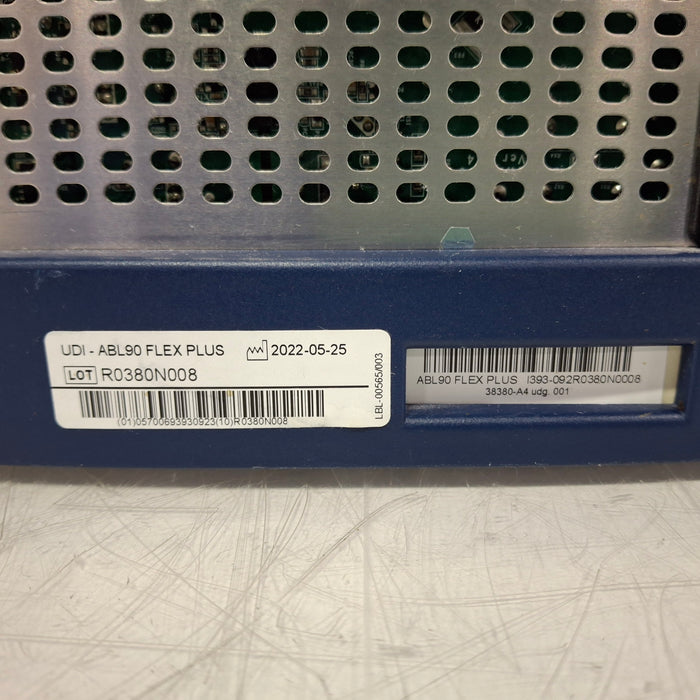 UDI - ABL90 FLEX PLUS 2022-05-25
LOT R0380N008
(01)05700693930923(10)R0380N008
LBL-00565/003
ABL90 FLEX PLUS I393-092R0380N0008
38380-A4 udg. 001
Ver